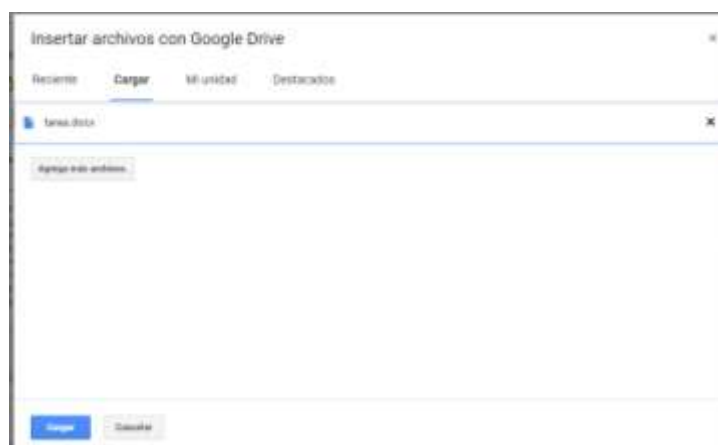 Insertar archivos con Google Drive
Reciente Cargar Mi unidad Destacados
tarea.docx
Agrega más archivos
Cargar Cancelar